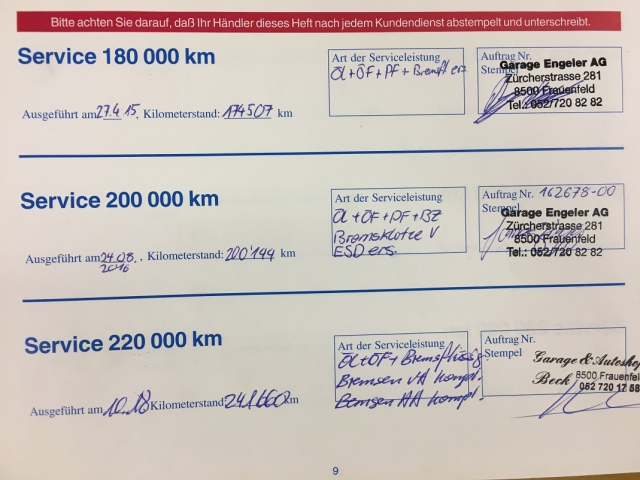 Bitte achten Sie darauf, daß Ihr Händler dieses Heft nach jedem Kundendienst abstempelt und unterschreibt.
Service 180 000 km
Art der Serviceleistung
ÖL+ÖF+PF+Bremsfl ers
Auftrag Nr.
Stempel
Garage Engeler AG
Zürcherstrasse 281
8500 Frauenfeld
Tel.: 052/720 82 82
Ausgeführt am 27.4.15, Kilometerstand: 174507 km
Service 200 000 km
Art der Serviceleistung
ÖL+ÖF+PF+BZ
Bremsklötze V
ESD ers.
Auftrag Nr. 162678-00
Stempel
Garage Engeler AG
Zürcherstrasse 281
8500 Frauenfeld
Tel.: 052/720 82 82
Ausgeführt am 24.08. 2016, Kilometerstand: 200'144 km
Service 220 000 km
Art der Serviceleistung
ÖL+ÖF+Bremsflüssig.
Bremsen VA kompl.
Bemsen HA kompl.
Auftrag Nr.
Stempel
Garage & Autoshop
Beck 8500 Frauenfeld
052 720 17 58
Ausgeführt am 10.18 Kilometerstand: 241660 km
9